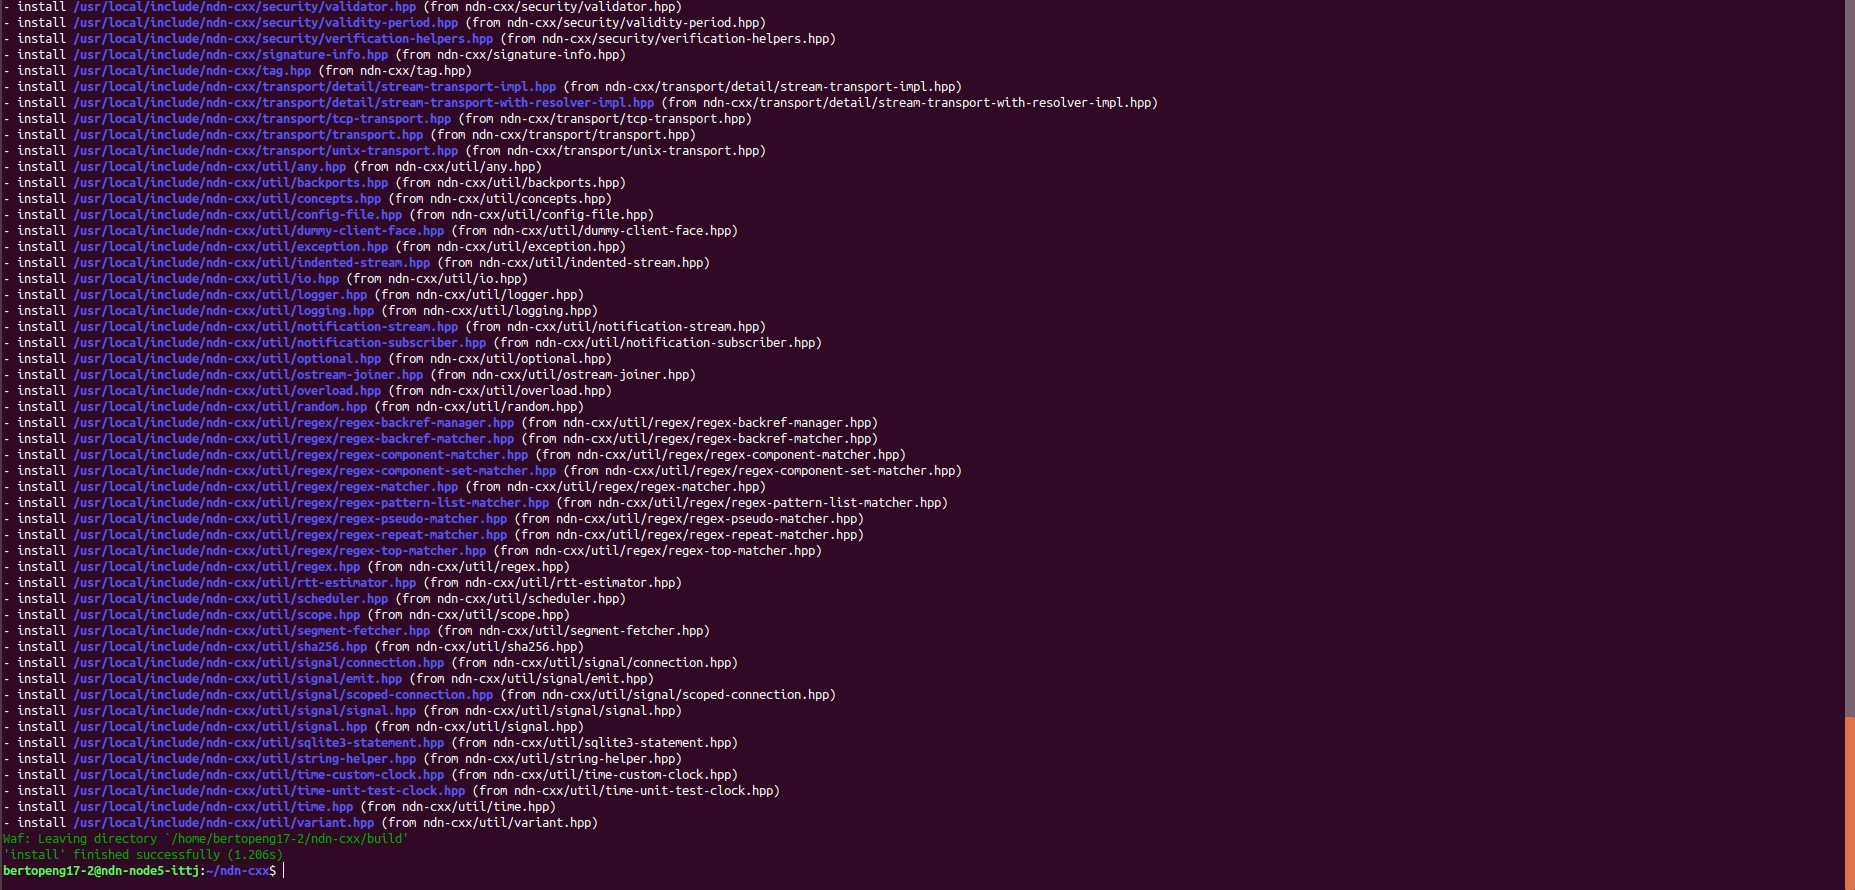 - install /usr/local/include/ndn-cxx/security/validator.hpp (from ndn-cxx/security/validator.hpp)
- install /usr/local/include/ndn-cxx/security/validity-period.hpp (from ndn-cxx/security/validity-period.hpp)
- install /usr/local/include/ndn-cxx/security/verification-helpers.hpp (from ndn-cxx/security/verification-helpers.hpp)
- install /usr/local/include/ndn-cxx/signature-info.hpp (from ndn-cxx/signature-info.hpp)
- install /usr/local/include/ndn-cxx/tag.hpp (from ndn-cxx/tag.hpp)
- install /usr/local/include/ndn-cxx/transport/detail/stream-transport-impl.hpp (from ndn-cxx/transport/detail/stream-transport-impl.hpp)
- install /usr/local/include/ndn-cxx/transport/detail/stream-transport-with-resolver-impl.hpp (from ndn-cxx/transport/detail/stream-transport-with-resolver-impl.hpp)
- install /usr/local/include/ndn-cxx/transport/tcp-transport.hpp (from ndn-cxx/transport/tcp-transport.hpp)
- install /usr/local/include/ndn-cxx/transport/transport.hpp (from ndn-cxx/transport/transport.hpp)
- install /usr/local/include/ndn-cxx/transport/unix-transport.hpp (from ndn-cxx/transport/unix-transport.hpp)
- install /usr/local/include/ndn-cxx/util/any.hpp (from ndn-cxx/util/any.hpp)
- install /usr/local/include/ndn-cxx/util/backports.hpp (from ndn-cxx/util/backports.hpp)
- install /usr/local/include/ndn-cxx/util/concepts.hpp (from ndn-cxx/util/concepts.hpp)
- install /usr/local/include/ndn-cxx/util/config-file.hpp (from ndn-cxx/util/config-file.hpp)
- install /usr/local/include/ndn-cxx/util/dummy-client-face.hpp (from ndn-cxx/util/dummy-client-face.hpp)
- install /usr/local/include/ndn-cxx/util/exception.hpp (from ndn-cxx/util/exception.hpp)
- install /usr/local/include/ndn-cxx/util/indented-stream.hpp (from ndn-cxx/util/indented-stream.hpp)
- install /usr/local/include/ndn-cxx/util/io.hpp (from ndn-cxx/util/io.hpp)
- install /usr/local/include/ndn-cxx/util/logger.hpp (from ndn-cxx/util/logger.hpp)
- install /usr/local/include/ndn-cxx/util/logging.hpp (from ndn-cxx/util/logging.hpp)
- install /usr/local/include/ndn-cxx/util/notification-stream.hpp (from ndn-cxx/util/notification-stream.hpp)
- install /usr/local/include/ndn-cxx/util/notification-subscriber.hpp (from ndn-cxx/util/notification-subscriber.hpp)
- install /usr/local/include/ndn-cxx/util/optional.hpp (from ndn-cxx/util/optional.hpp)
- install /usr/local/include/ndn-cxx/util/ostream-joiner.hpp (from ndn-cxx/util/ostream-joiner.hpp)
- install /usr/local/include/ndn-cxx/util/overload.hpp (from ndn-cxx/util/overload.hpp)
- install /usr/local/include/ndn-cxx/util/random.hpp (from ndn-cxx/util/random.hpp)
- install /usr/local/include/ndn-cxx/util/regex/regex-backref-manager.hpp (from ndn-cxx/util/regex/regex-backref-manager.hpp)
- install /usr/local/include/ndn-cxx/util/regex/regex-backref-matcher.hpp (from ndn-cxx/util/regex/regex-backref-matcher.hpp)
- install /usr/local/include/ndn-cxx/util/regex/regex-component-matcher.hpp (from ndn-cxx/util/regex/regex-component-matcher.hpp)
- install /usr/local/include/ndn-cxx/util/regex/regex-component-set-matcher.hpp (from ndn-cxx/util/regex/regex-component-set-matcher.hpp)
- install /usr/local/include/ndn-cxx/util/regex/regex-matcher.hpp (from ndn-cxx/util/regex/regex-matcher.hpp)
- install /usr/local/include/ndn-cxx/util/regex/regex-pattern-list-matcher.hpp (from ndn-cxx/util/regex/regex-pattern-list-matcher.hpp)
- install /usr/local/include/ndn-cxx/util/regex/regex-pseudo-matcher.hpp (from ndn-cxx/util/regex/regex-pseudo-matcher.hpp)
- install /usr/local/include/ndn-cxx/util/regex/regex-repeat-matcher.hpp (from ndn-cxx/util/regex/regex-repeat-matcher.hpp)
- install /usr/local/include/ndn-cxx/util/regex/regex-top-matcher.hpp (from ndn-cxx/util/regex/regex-top-matcher.hpp)
- install /usr/local/include/ndn-cxx/util/regex.hpp (from ndn-cxx/util/regex.hpp)
- install /usr/local/include/ndn-cxx/util/rtt-estimator.hpp (from ndn-cxx/util/rtt-estimator.hpp)
- install /usr/local/include/ndn-cxx/util/scheduler.hpp (from ndn-cxx/util/scheduler.hpp)
- install /usr/local/include/ndn-cxx/util/scope.hpp (from ndn-cxx/util/scope.hpp)
- install /usr/local/include/ndn-cxx/util/segment-fetcher.hpp (from ndn-cxx/util/segment-fetcher.hpp)
- install /usr/local/include/ndn-cxx/util/sha256.hpp (from ndn-cxx/util/sha256.hpp)
- install /usr/local/include/ndn-cxx/util/signal/connection.hpp (from ndn-cxx/util/signal/connection.hpp)
- install /usr/local/include/ndn-cxx/util/signal/emit.hpp (from ndn-cxx/util/signal/emit.hpp)
- install /usr/local/include/ndn-cxx/util/signal/scoped-connection.hpp (from ndn-cxx/util/signal/scoped-connection.hpp)
- install /usr/local/include/ndn-cxx/util/signal/signal.hpp (from ndn-cxx/util/signal/signal.hpp)
- install /usr/local/include/ndn-cxx/util/signal.hpp (from ndn-cxx/util/signal.hpp)
- install /usr/local/include/ndn-cxx/util/sqlite3-statement.hpp (from ndn-cxx/util/sqlite3-statement.hpp)
- install /usr/local/include/ndn-cxx/util/string-helper.hpp (from ndn-cxx/util/string-helper.hpp)
- install /usr/local/include/ndn-cxx/util/time-custom-clock.hpp (from ndn-cxx/util/time-custom-clock.hpp)
- install /usr/local/include/ndn-cxx/util/time-unit-test-clock.hpp (from ndn-cxx/util/time-unit-test-clock.hpp)
- install /usr/local/include/ndn-cxx/util/time.hpp (from ndn-cxx/util/time.hpp)
- install /usr/local/include/ndn-cxx/util/variant.hpp (from ndn-cxx/util/variant.hpp)
Waf: Leaving directory `/home/bertopeng17-2/ndn-cxx/build'
'install' finished successfully (1.206s)
bertopeng17-2@ndn-node5-ittj:~/ndn-cxx$